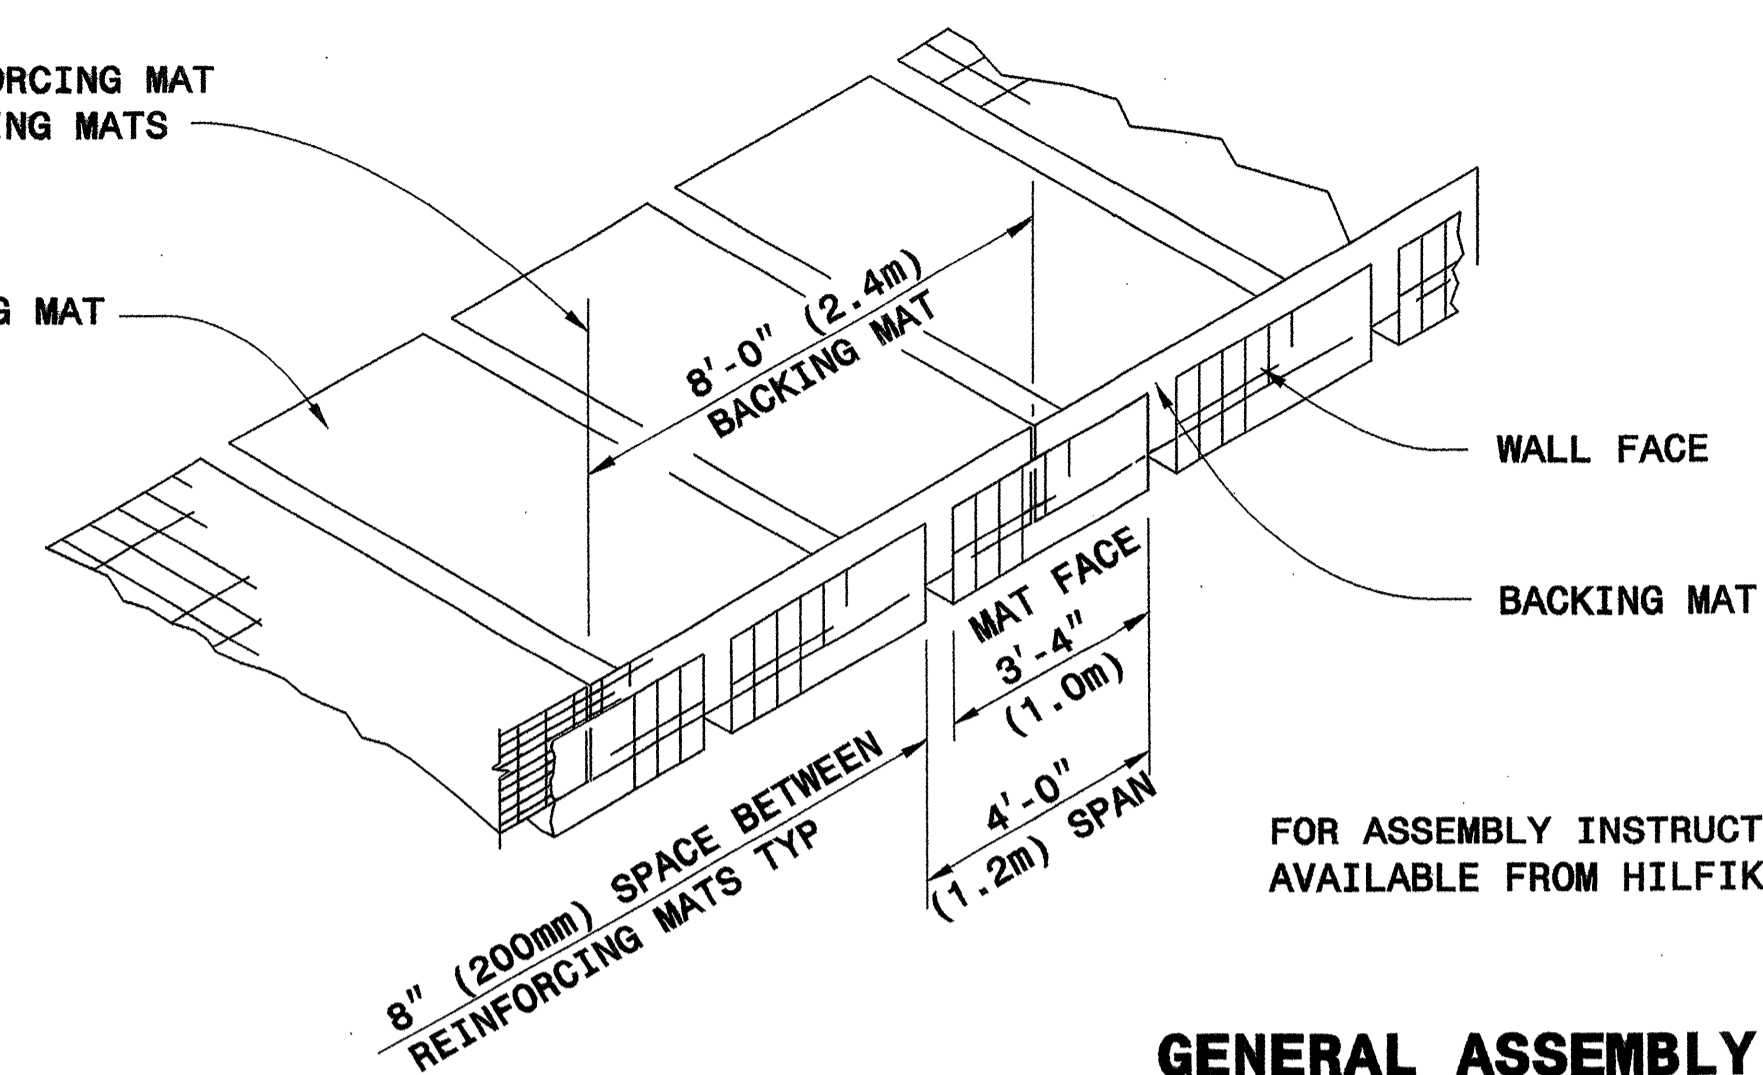 ORCING MAT
ING MATS
G MAT
8'-0" (2.4m)
BACKING MAT
WALL FACE
BACKING MAT
MAT FACE
3'-4"
(1.0m)
4'-0"
(1.2m) SPAN
8" (200mm) SPACE BETWEEN
REINFORCING MATS TYP
FOR ASSEMBLY INSTRUCT
AVAILABLE FROM HILFIK
GENERAL ASSEMBLY